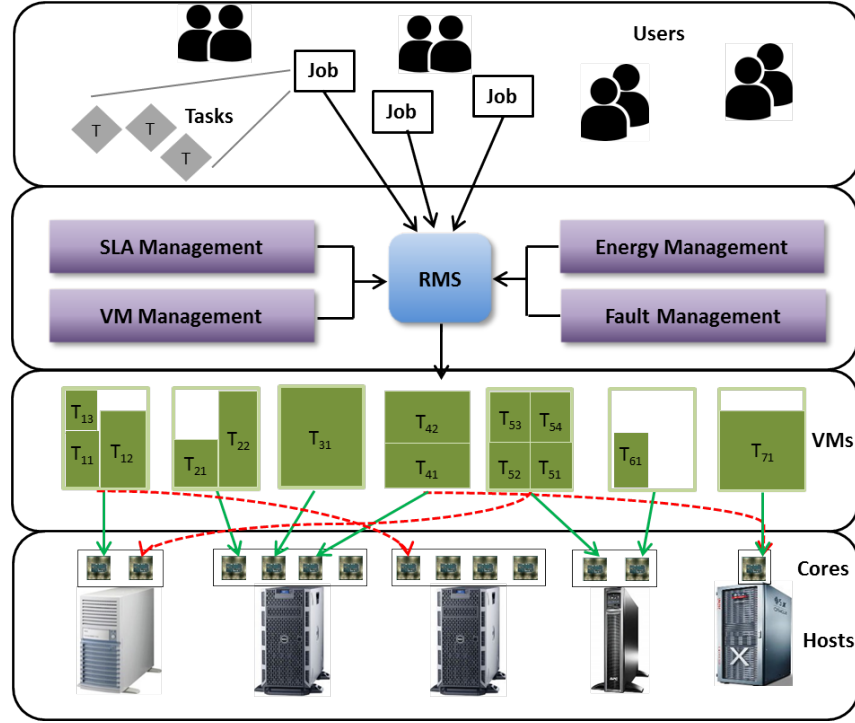 Users
Job
Job
Job
Tasks
T
T
T
SLA Management
Energy Management
RMS
VM Management
Fault Management
T13
T11
T12
T21
T22
T31
T42
T41
T53
T54
T52
T51
T61
T71
VMs
Cores
Hosts
X